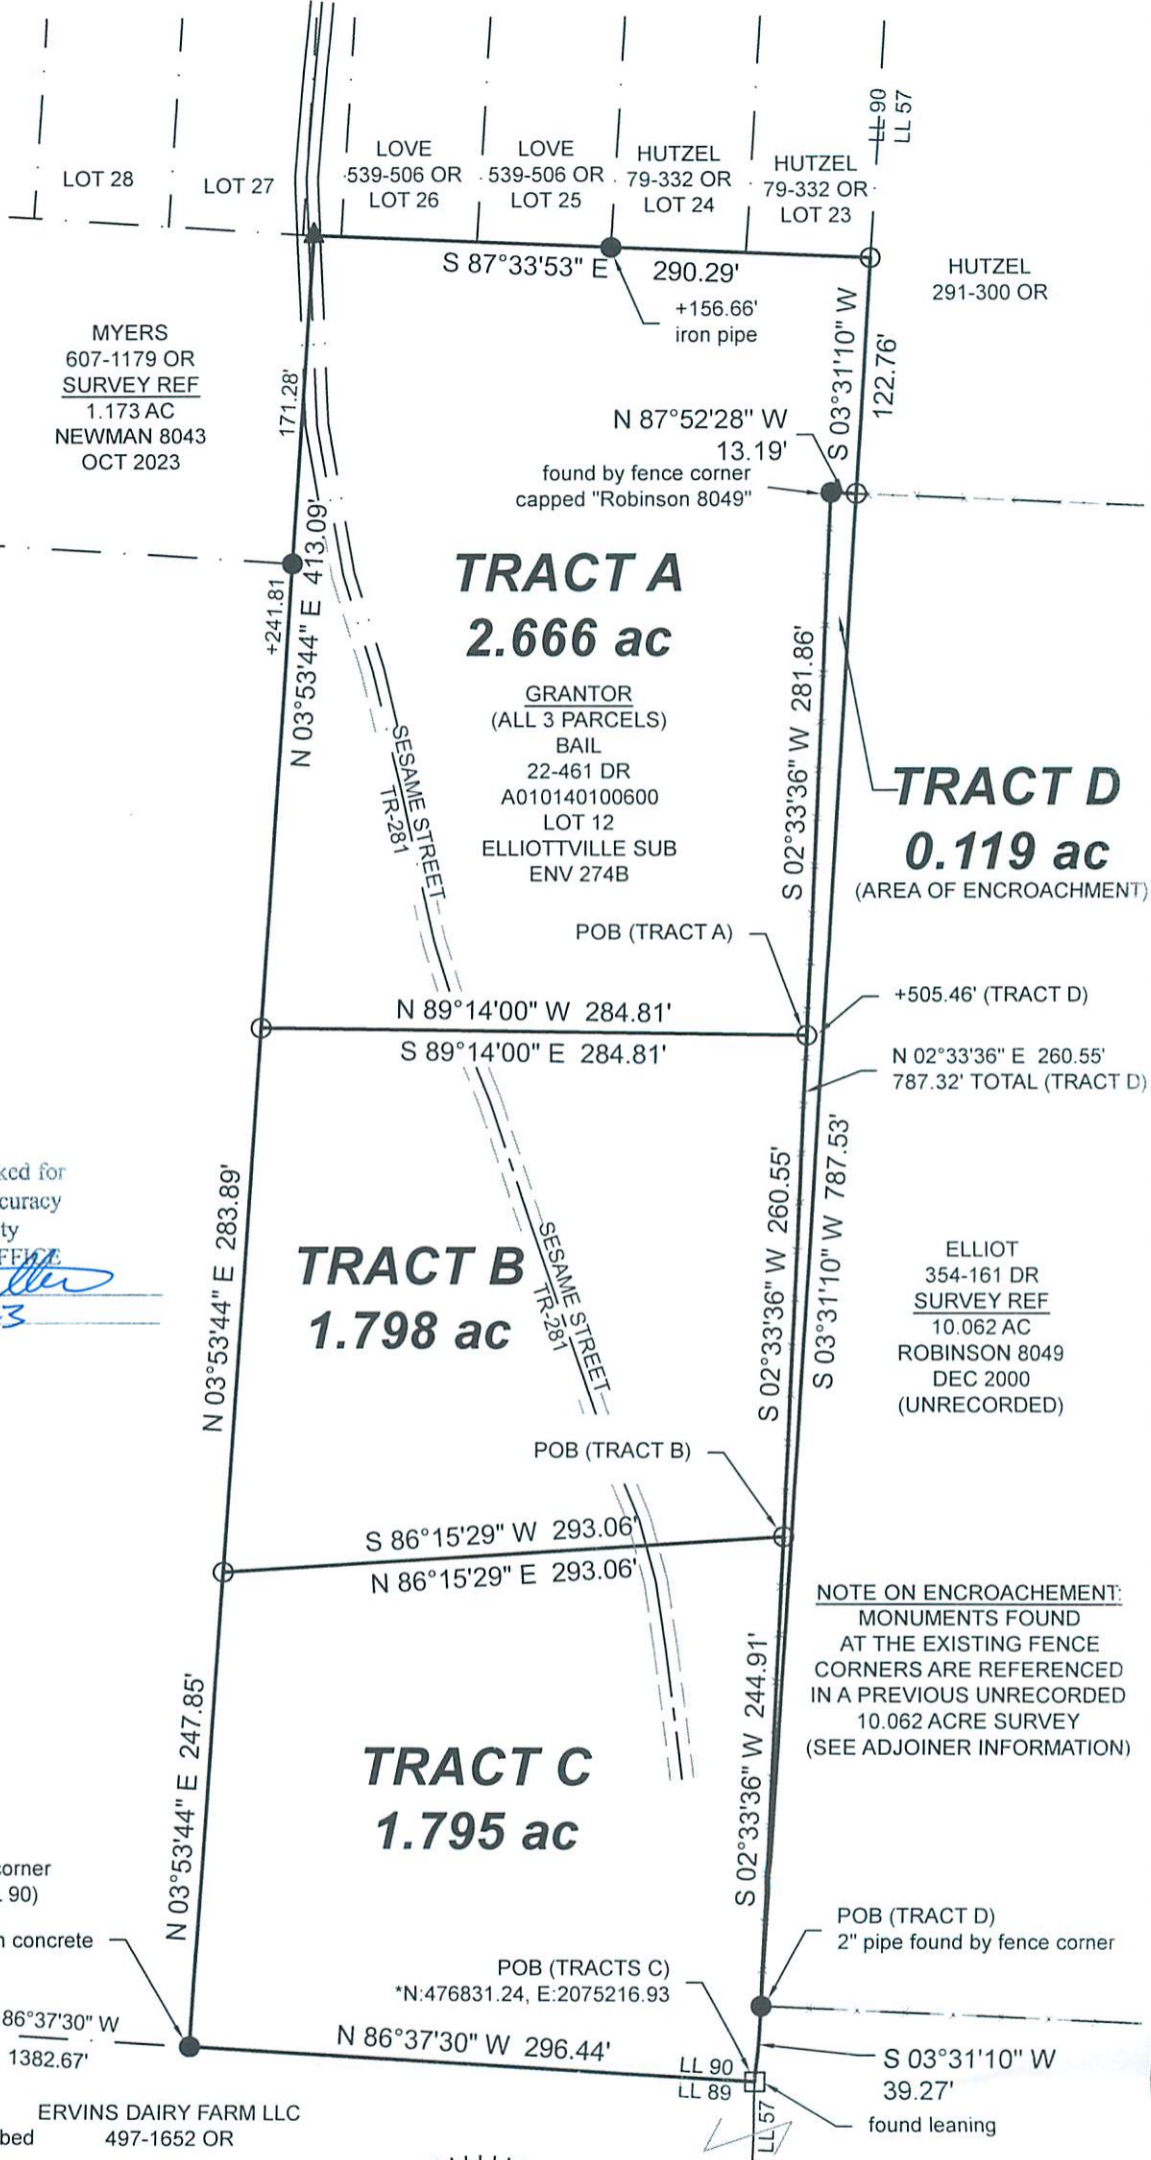 LL 90
LL 57
LOT 28
LOT 27
LOVE
539-506 OR
LOT 26
LOVE
539-506 OR
LOT 25
HUTZEL
79-332 OR
LOT 24
HUTZEL
79-332 OR
LOT 23
S 87°33'53" E 290.29'
HUTZEL
291-300 OR
+156.66'
iron pipe
MYERS
607-1179 OR
SURVEY REF
1.173 AC
NEWMAN 8043
OCT 2023
171.28'
S 03°31'10" W
122.76'
N 87°52'28" W
13.19'
found by fence corner
capped "Robinson 8049"
+241.81
N 03°53'44" E 413.09'
TRACT A
2.666 ac
GRANTOR
(ALL 3 PARCELS)
BAIL
22-461 DR
A010140100600
LOT 12
ELLIOTTVILLE SUB
ENV 274B
SESAME STREET
TR-281
S 02°33'36" W 281.86'
TRACT D
0.119 ac
(AREA OF ENCROACHMENT)
POB (TRACT A)
+505.46' (TRACT D)
N 89°14'00" W 284.81'
S 89°14'00" E 284.81'
N 02°33'36" E 260.55'
787.32' TOTAL (TRACT D)
ked for
curacy
ty
FFICE
3
N 03°53'44" E 283.89'
TRACT B
1.798 ac
SESAME STREET
TR-281
S 02°33'36" W 260.55'
S 03°31'10" W 787.53'
ELLIOT
354-161 DR
SURVEY REF
10.062 AC
ROBINSON 8049
DEC 2000
(UNRECORDED)
POB (TRACT B)
S 86°15'29" W 293.06'
N 86°15'29" E 293.06'
NOTE ON ENCROACHEMENT:
MONUMENTS FOUND
AT THE EXISTING FENCE
CORNERS ARE REFERENCED
IN A PREVIOUS UNRECORDED
10.062 ACRE SURVEY
(SEE ADJOINER INFORMATION)
N 03°53'44" E 247.85'
TRACT C
1.795 ac
S 02°33'36" W 244.91'
corner
90)
concrete
POB (TRACT D)
2" pipe found by fence corner
POB (TRACTS C)
*N:476831.24, E:2075216.93
86°37'30" W
1382.67'
N 86°37'30" W 296.44'
LL 90
LL 89
LL 57
S 03°31'10" W
39.27'
found leaning
ERVINS DAIRY FARM LLC
497-1652 OR
bed